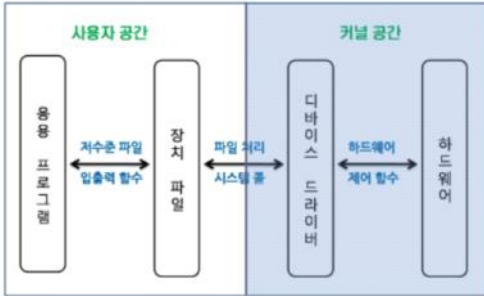 사용자 공간
커널 공간
응용 프로그램
저수준 파일
입출력 함수
장치 파일
파일 처리
시스템 콜
디바이스 드라이버
하드웨어
제어 함수
하드웨어